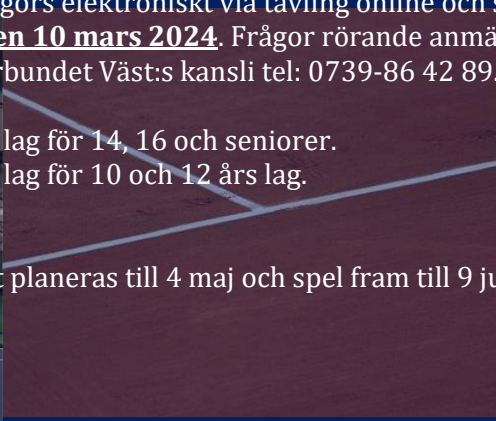 görs elektroniskt via tävling online och s
en 10 mars 2024. Frågor rörande anmä
bundet Väst:s kansli tel: 0739-86 42 89.
lag för 14, 16 och seniorer.
lag för 10 och 12 års lag.
planeras till 4 maj och spel fram till 9 ju